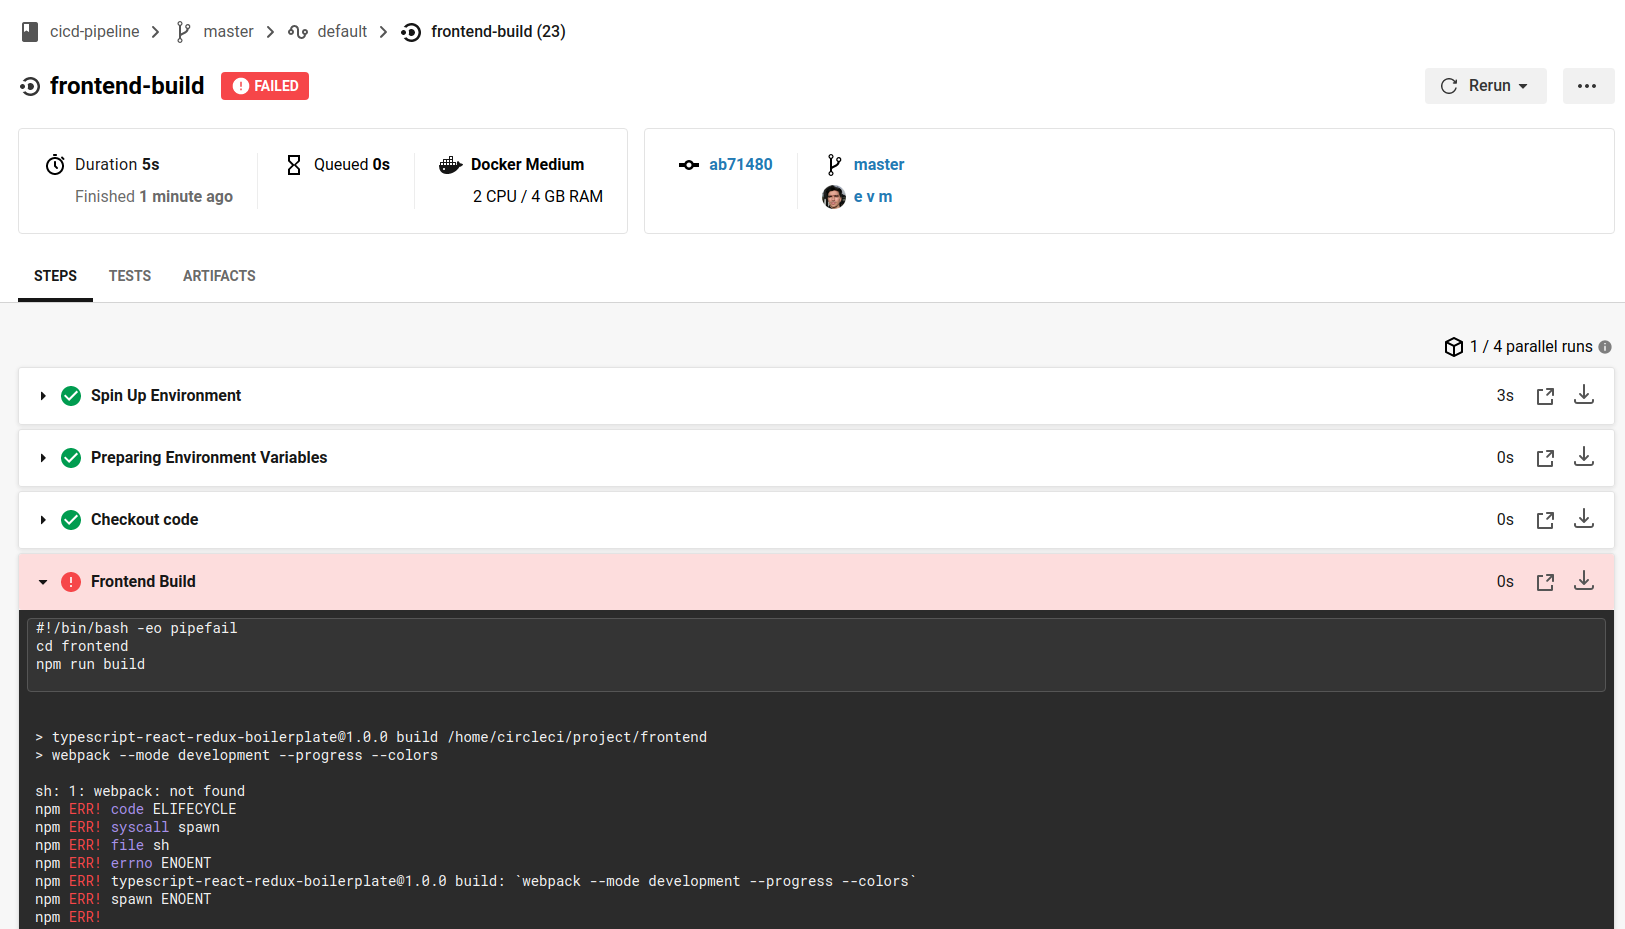 cicd-pipeline > master > default > frontend-build (23)
frontend-build FAILED Rerun ...
Duration 5s Queued 0s Docker Medium ab71480 master
Finished 1 minute ago 2 CPU / 4 GB RAM e v m
STEPS TESTS ARTIFACTS
1 / 4 parallel runs
Spin Up Environment 3s
Preparing Environment Variables 0s
Checkout code 0s
Frontend Build 0s
#!/bin/bash -eo pipefail
cd frontend
npm run build
> typescript-react-redux-boilerplate@1.0.0 build /home/circleci/project/frontend
> webpack --mode development --progress --colors
sh: 1: webpack: not found
npm ERR! code ELIFECYCLE
npm ERR! syscall spawn
npm ERR! file sh
npm ERR! errno ENOENT
npm ERR! typescript-react-redux-boilerplate@1.0.0 build: `webpack --mode development --progress --colors`
npm ERR! spawn ENOENT
npm ERR!